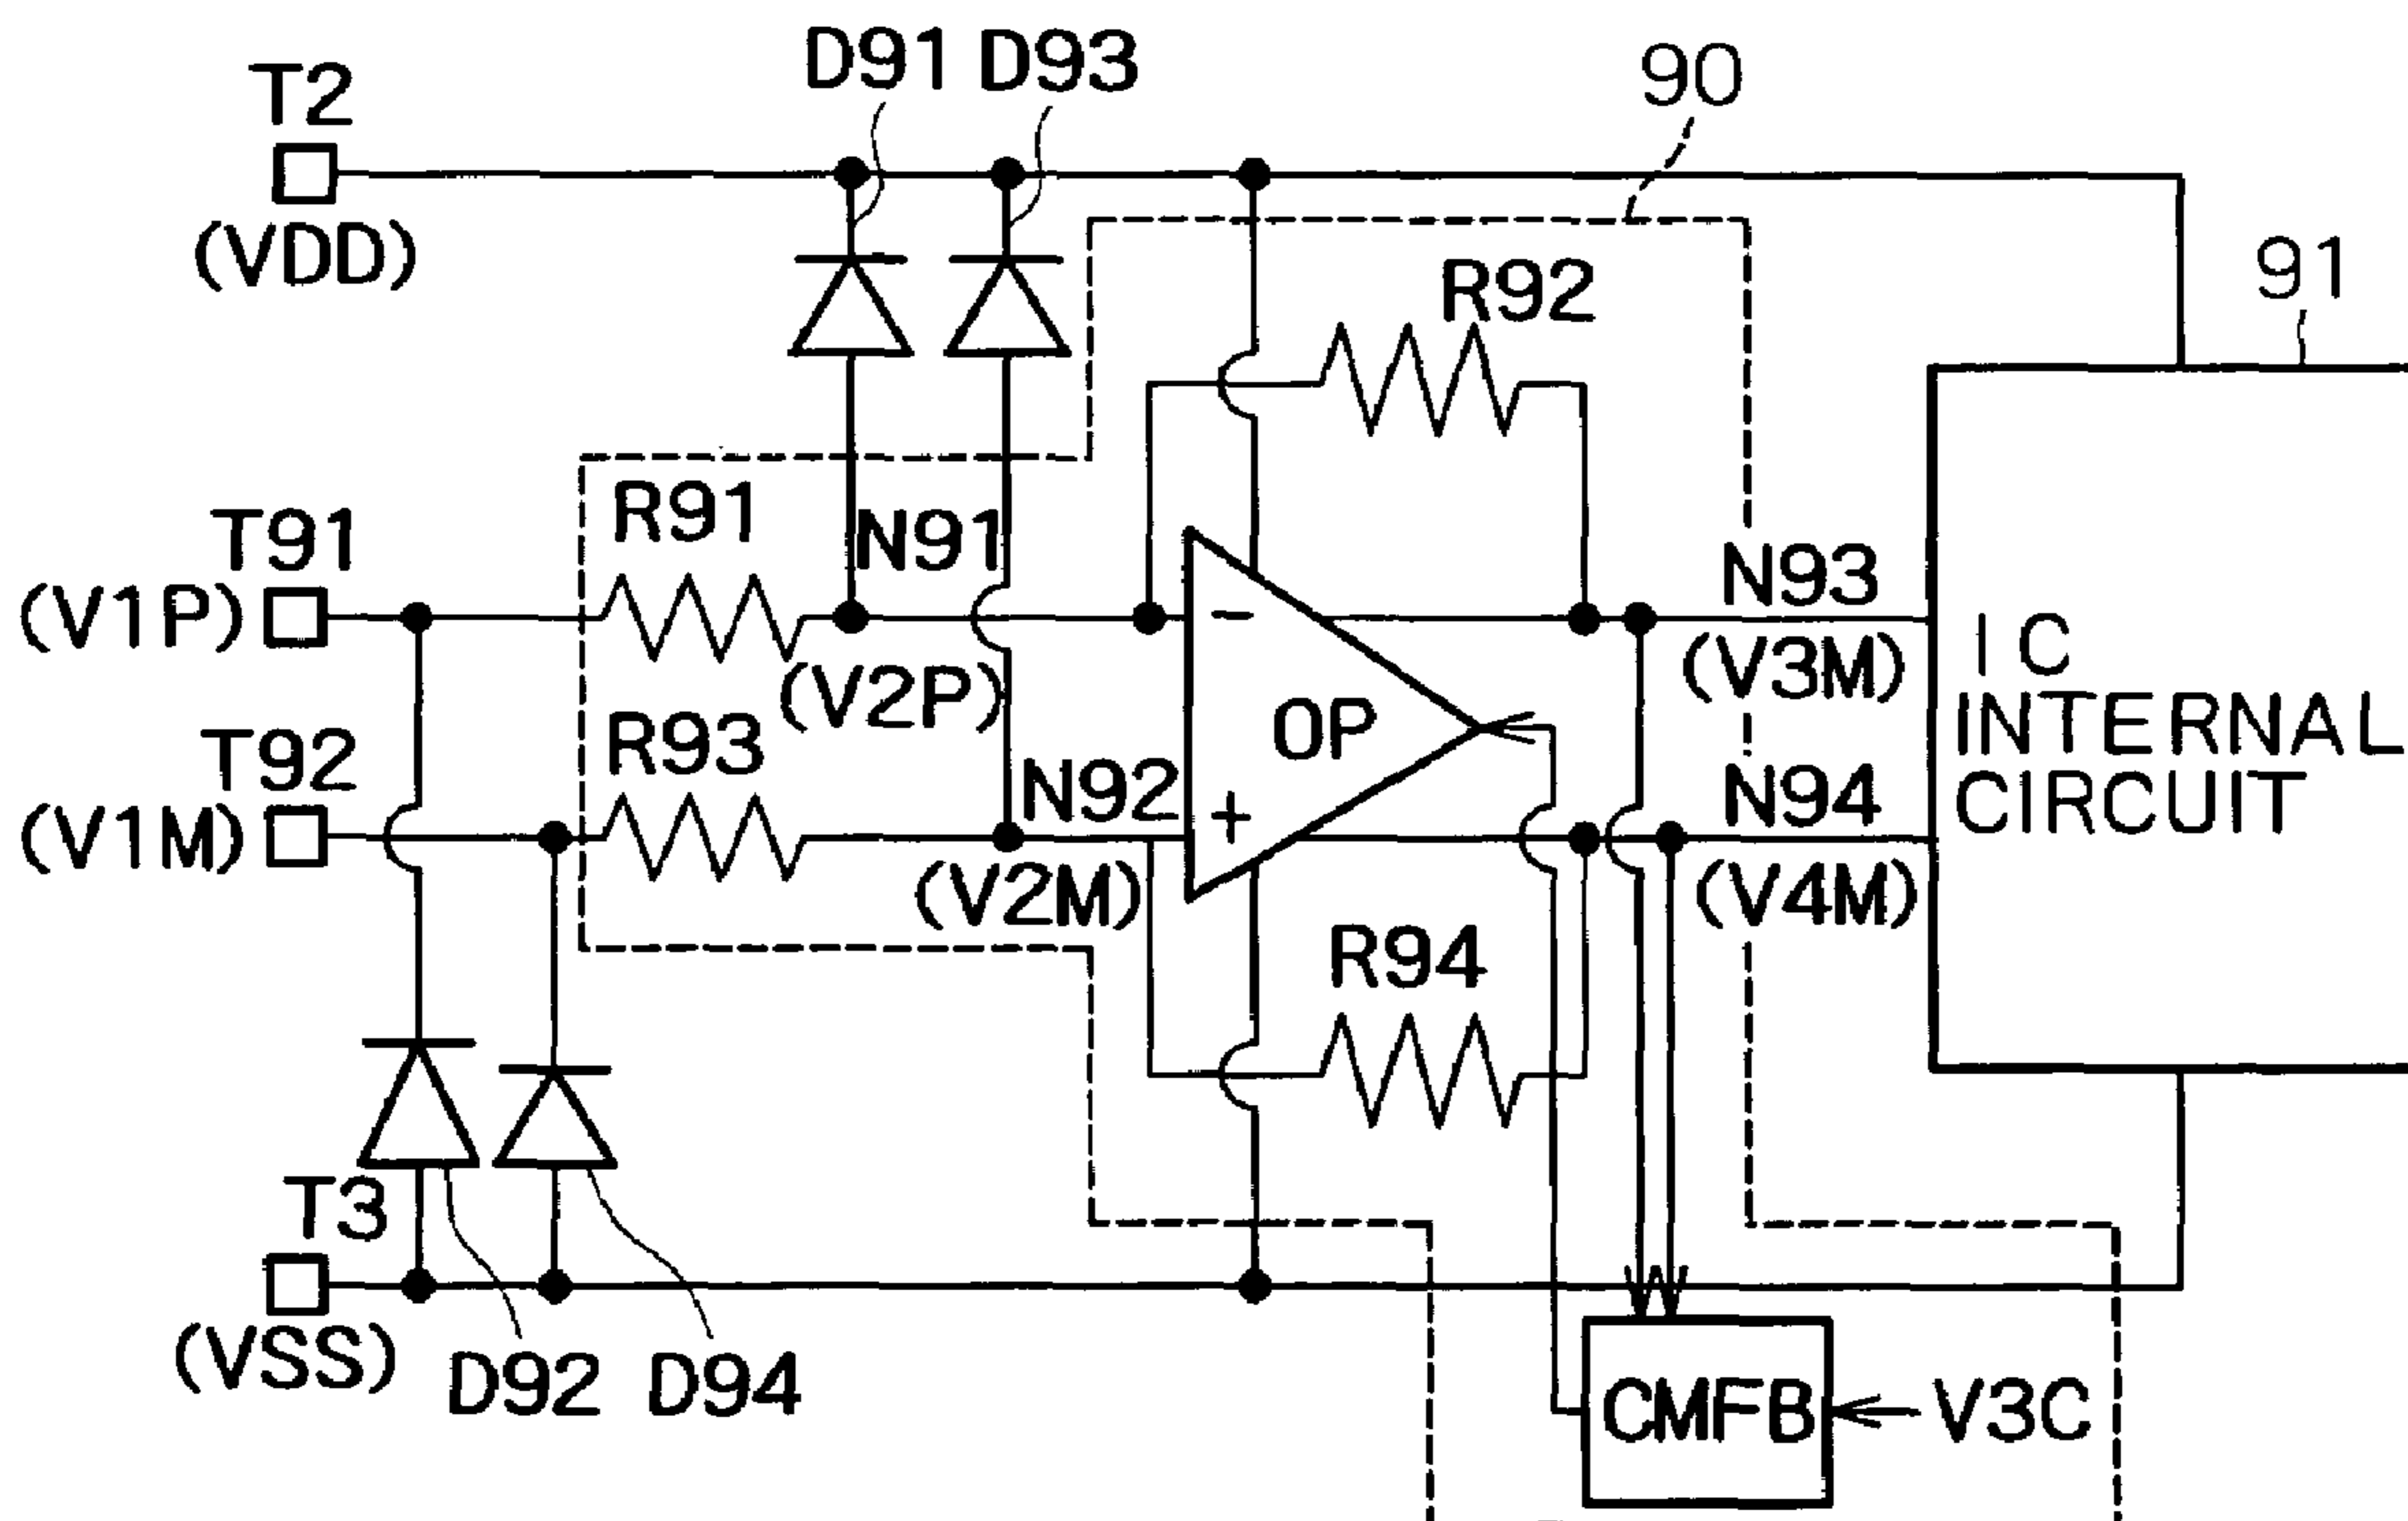 D91 D93
90
T2
(VDD)
91
R92
R91
N91
T91
(V1P)
N93
(V3M)
-
(V2P)
OP
IC
INTERNAL
CIRCUIT
R93
T92
(V1M)
N92
+
(V2M)
N94
(V4M)
R94
T3
(VSS)
D92 D94
CMFB
V3C